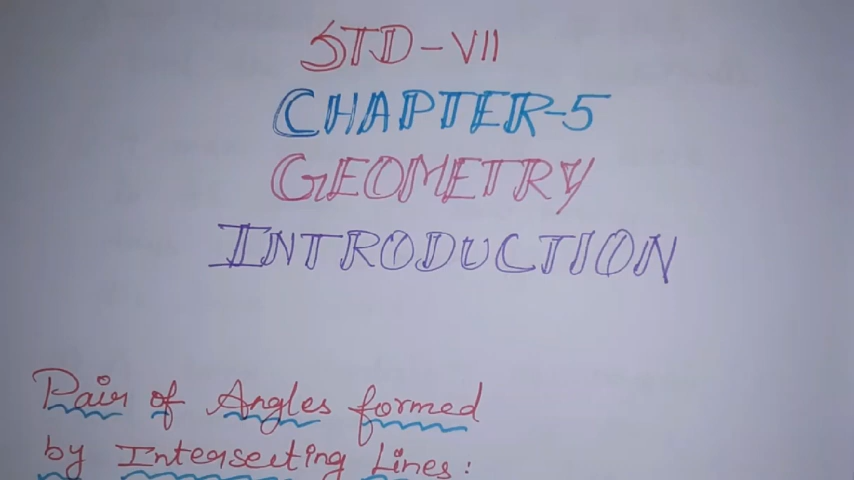 STD-VII
CHAPTER-5
GEOMETRY
INTRODUCTION
Pair of Angles formed
by Intersecting Lines: